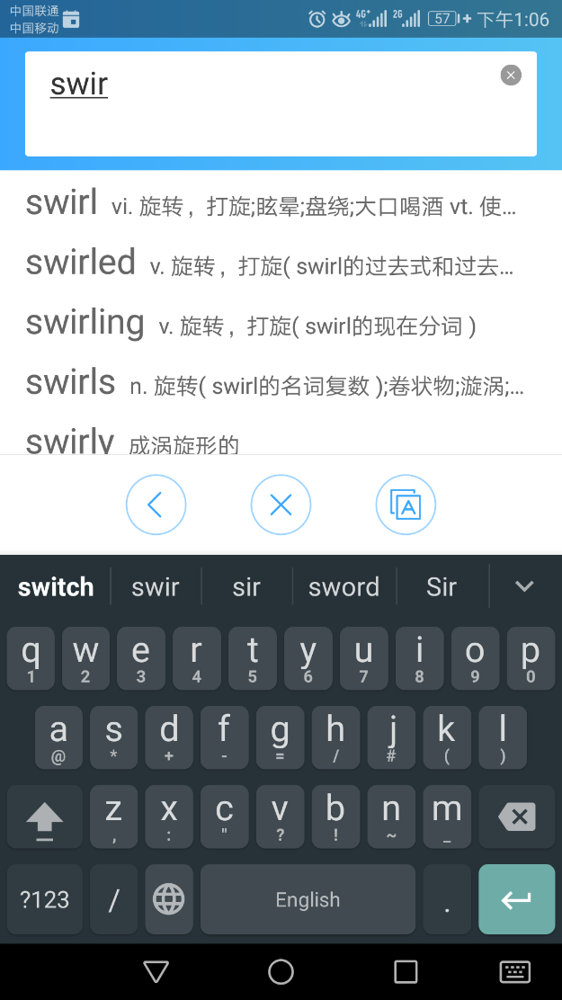 中国联通
中国移动
4G+ 2G 57 下午1:06
swir
swirl vi. 旋转，打旋;眩晕;盘绕;大口喝酒 vt. 使...
swirled v. 旋转，打旋( swirl的过去式和过去...
swirling v. 旋转，打旋( swirl的现在分词 )
swirls n. 旋转( swirl的名词复数 );卷状物;漩涡;...
swirly 成涡旋形的
A
switch swir sir sword Sir
q w e r t y u i o p
1 2 3 4 5 6 7 8 9 0
a s d f g h j k l
@ * + - = / # ( )
z x c v b n m
, : " ? ! ~ _
?123 / English .